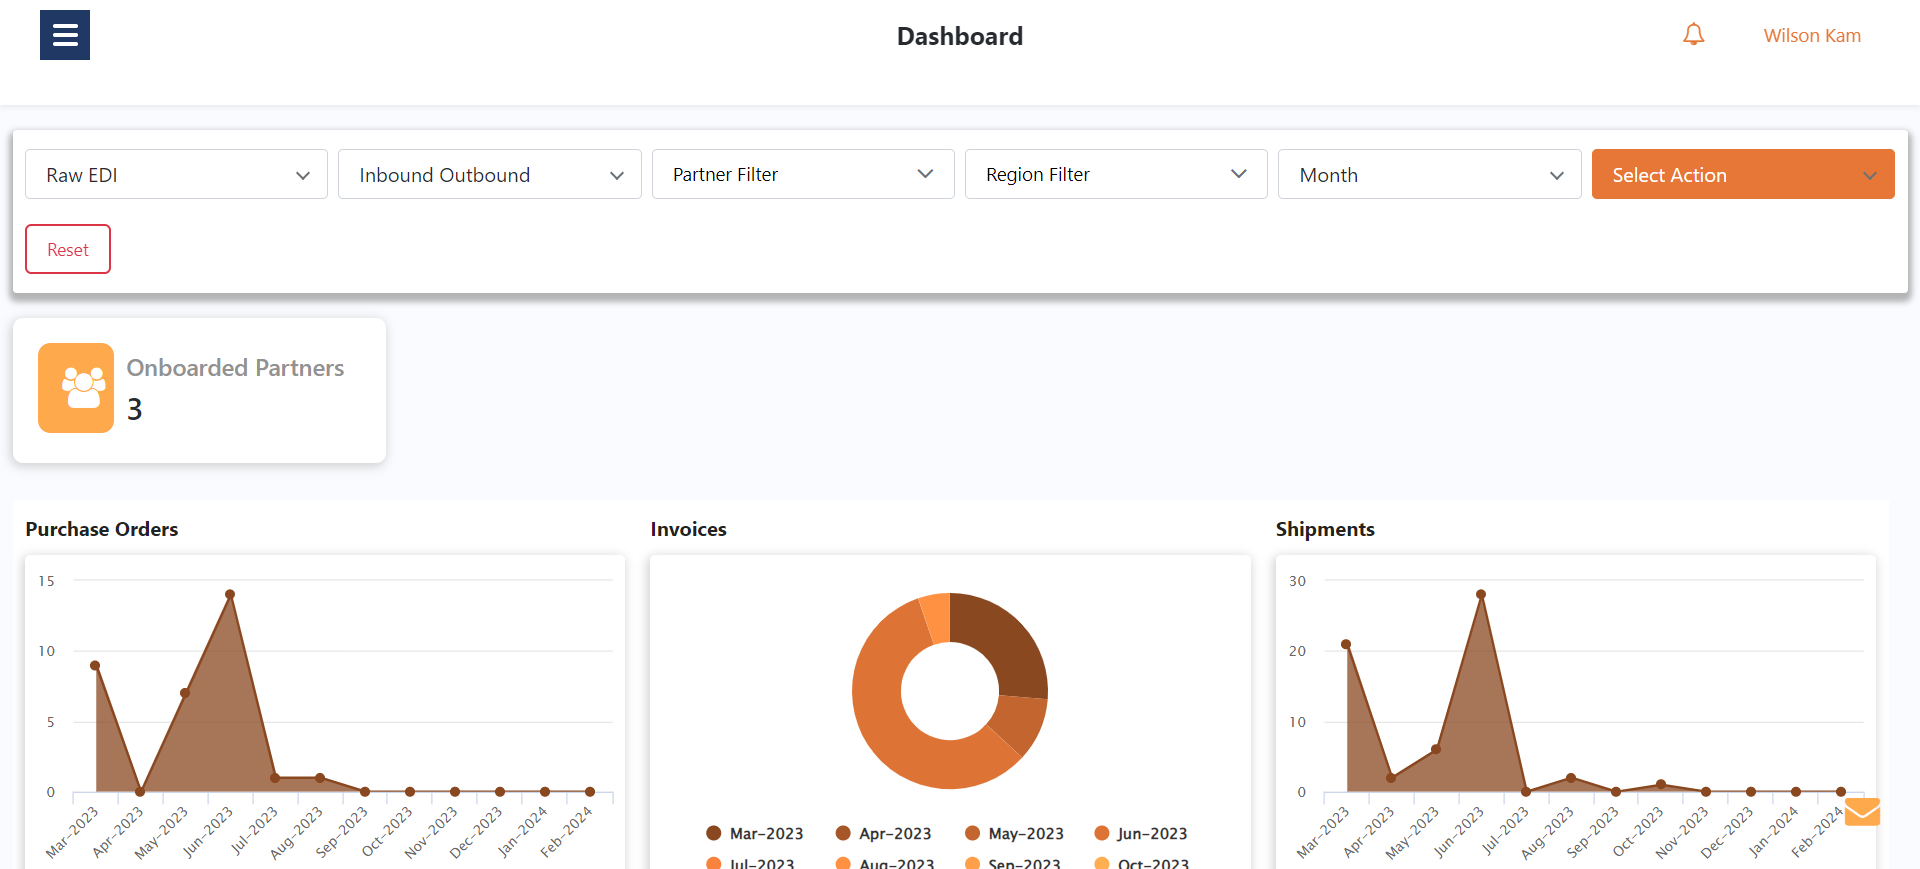 Dashboard
Wilson Kam
Raw EDI
Inbound Outbound
Partner Filter
Region Filter
Month
Select Action
Reset
Onboarded Partners
3
Purchase Orders
15
10
5
0
Mar-2023
Apr-2023
May-2023
Jun-2023
Jul-2023
Aug-2023
Sep-2023
Oct-2023
Nov-2023
Dec-2023
Jan-2024
Feb-2024
Invoices
Mar-2023 Apr-2023 May-2023 Jun-2023
Jul-2023 Aug-2023 Sep-2023 Oct-2023
Shipments
30
20
10
0
Mar-2023
Apr-2023
May-2023
Jun-2023
Jul-2023
Aug-2023
Sep-2023
Oct-2023
Nov-2023
Dec-2023
Jan-2024
Feb-2024